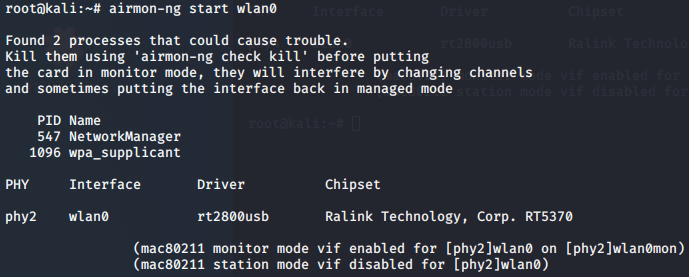 root@kali:~# airmon-ng start wlan0
Found 2 processes that could cause trouble.
Kill them using 'airmon-ng check kill' before putting
the card in monitor mode, they will interfere by changing channels
and sometimes putting the interface back in managed mode
PID Name
547 NetworkManager
1096 wpa_supplicant
PHY Interface Driver Chipset
phy2 wlan0 rt2800usb Ralink Technology, Corp. RT5370
(mac80211 monitor mode vif enabled for [phy2]wlan0 on [phy2]wlan0mon)
(mac80211 station mode vif disabled for [phy2]wlan0)
Interface Driver Chipset
rt2800usb Ralink Technolo
mode vif enabled for
station mode vif disabled for
root@kali:~#